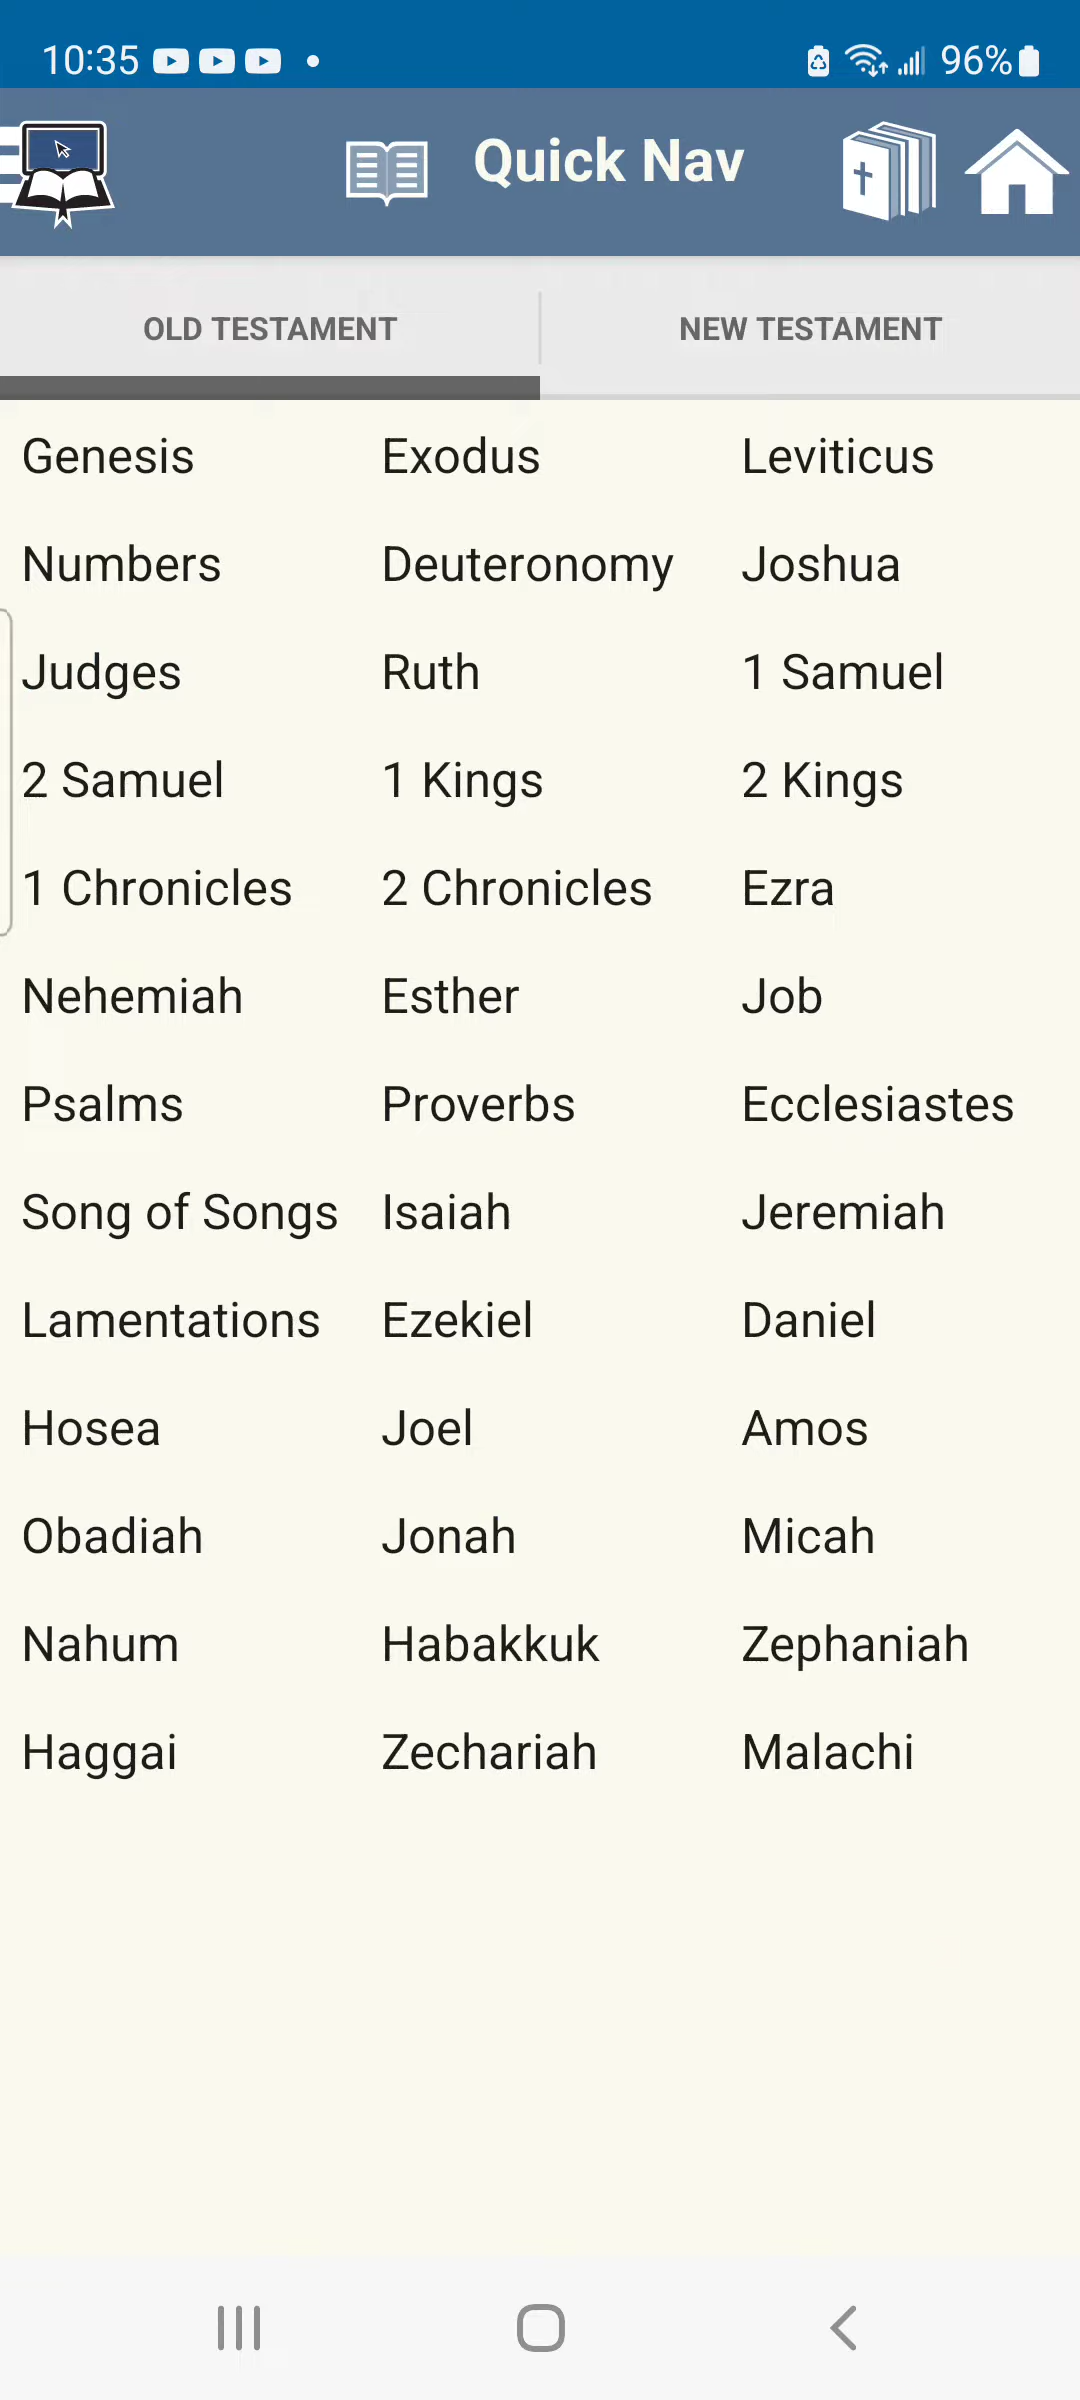 10:35 96%
Quick Nav
OLD TESTAMENT NEW TESTAMENT
Genesis Exodus Leviticus
Numbers Deuteronomy Joshua
Judges Ruth 1 Samuel
2 Samuel 1 Kings 2 Kings
1 Chronicles 2 Chronicles Ezra
Nehemiah Esther Job
Psalms Proverbs Ecclesiastes
Song of Songs Isaiah Jeremiah
Lamentations Ezekiel Daniel
Hosea Joel Amos
Obadiah Jonah Micah
Nahum Habakkuk Zephaniah
Haggai Zechariah Malachi